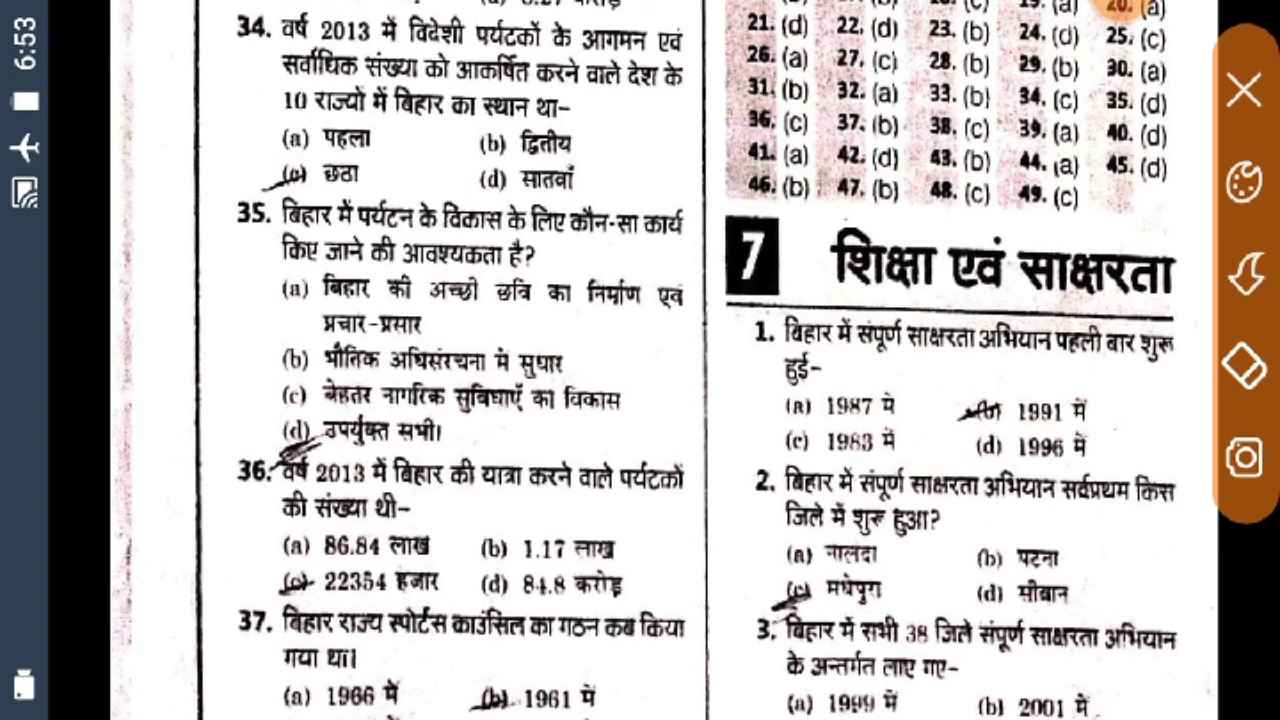 6:53
34. वर्ष 2013 में विदेशी पर्यटकों के आगमन एवं
सर्वाधिक संख्या को आकर्षित करने वाले देश के
10 राज्यों में बिहार का स्थान था–
(a) पहला (b) द्वितीय
(c) छठा (d) सातवाँ
35. बिहार में पर्यटन के विकास के लिए कौन-सा कार्य
किए जाने की आवश्यकता है?
(a) बिहार की अच्छी छवि का निर्माण एवं
प्रचार-प्रसार
(b) भौतिक अधिसंरचना में सुधार
(c) बेहतर नागरिक सुविधाएँ का विकास
(d) उपर्युक्त सभी।
36. वर्ष 2013 में बिहार की यात्रा करने वाले पर्यटकों
की संख्या थी–
(a) 86.84 लाख (b) 1.17 लाख
(c) 22354 हजार (d) 84.8 करोड़
37. बिहार राज्य स्पोर्टस काउंसिल का गठन कब किया
गया था।
(a) 1966 में (b) 1961 में
19. (a) 20. (a)
21. (d) 22. (d) 23. (b) 24. (d) 25. (c)
26. (a) 27. (c) 28. (b) 29. (b) 30. (a)
31. (b) 32. (a) 33. (b) 34. (c) 35. (d)
36. (c) 37. (b) 38. (c) 39. (a) 40. (d)
41. (a) 42. (d) 43. (b) 44. (a) 45. (d)
46. (b) 47. (b) 48. (c) 49. (c)
7 शिक्षा एवं साक्षरता
1. बिहार में संपूर्ण साक्षरता अभियान पहली बार शुरू
हुई–
(a) 1987 में (b) 1991 में
(c) 1983 में (d) 1996 में
2. बिहार में संपूर्ण साक्षरता अभियान सर्वप्रथम किस
जिले में शुरू हुआ?
(a) नालंदा (b) पटना
(c) मधेपुरा (d) सीवान
3. बिहार में सभी 38 जिले संपूर्ण साक्षरता अभियान
के अन्तर्गत लाए गए–
(a) 1999 में (b) 2001 में